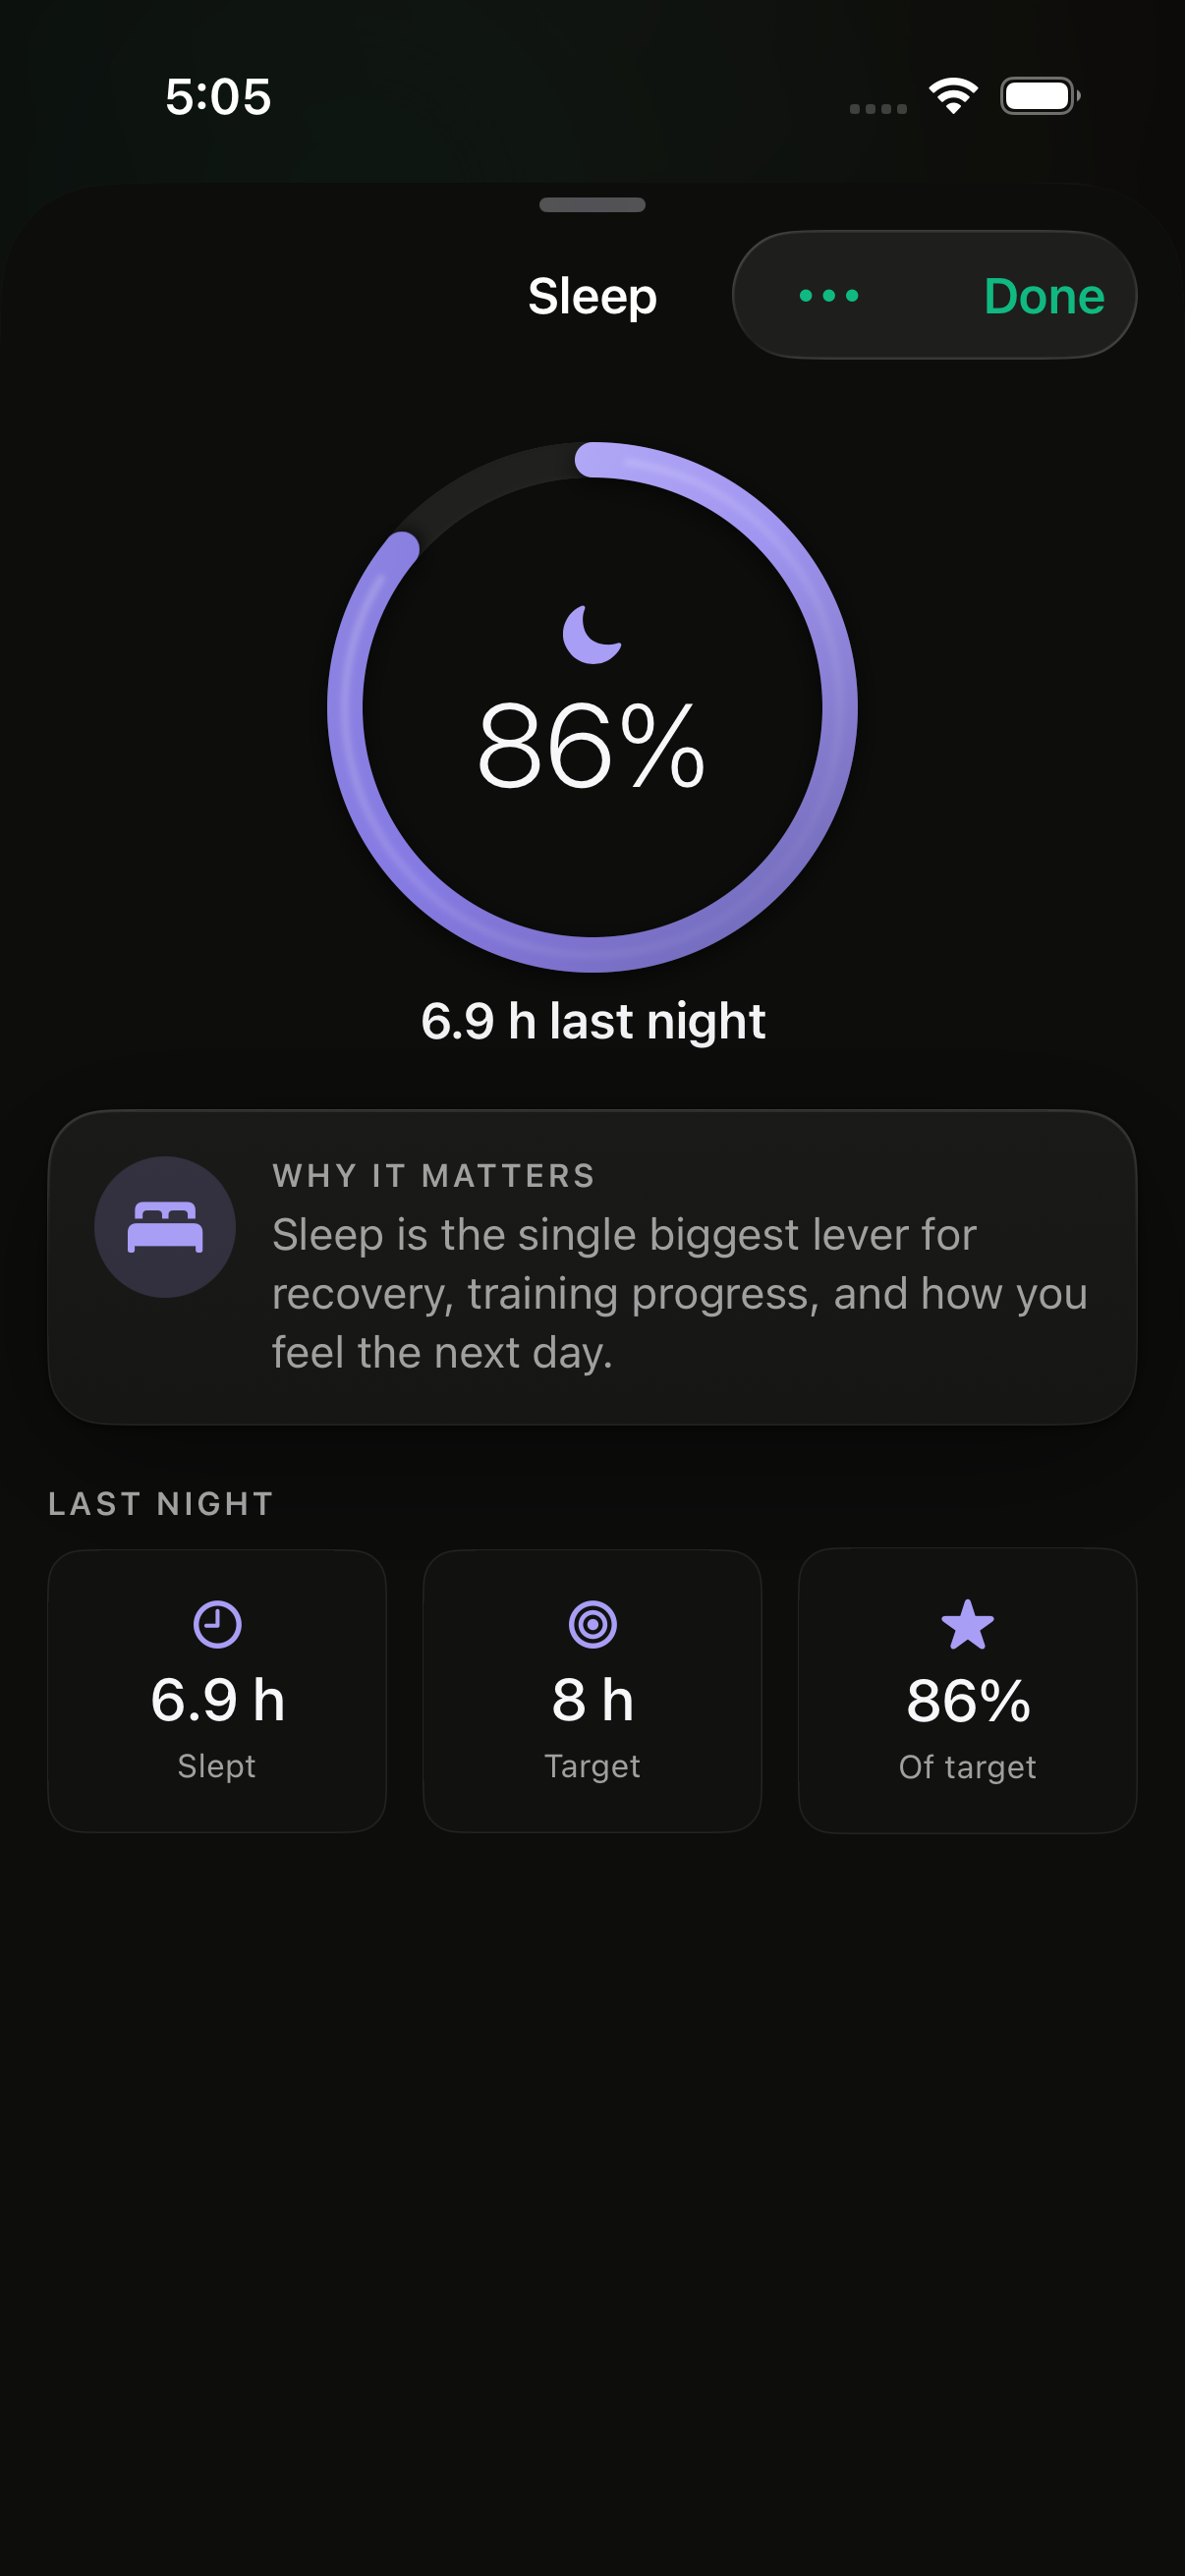 5:05
Sleep
Done
86%
6.9 h last night
WHY IT MATTERS
Sleep is the single biggest lever for
recovery, training progress, and how you
feel the next day.
LAST NIGHT
6.9 h
Slept
8 h
Target
86%
Of target